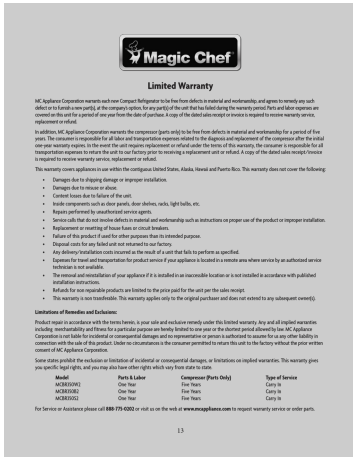 Magic Chef
Limited Warranty
MC Appliance Corporation warrants each new Compact Refrigerator to be free from defects in material and workmanship, and agrees to remedy any such
defect or to furnish a new part(s), at the company's option, for any part(s) of the unit that has failed during the warranty period. Parts and labor expenses are
covered on this unit for a period of one year from the date of purchase. A copy of the dated sales receipt or invoice is required to receive warranty service,
replacement or refund.
In addition, MC Appliance Corporation warrants the compressor (parts only) to be free from defects in material and workmanship for a period of five
years. The consumer is responsible for all labor and transportation expenses related to the diagnosis and replacement of the compressor after the initial
one-year warranty expires. In the event the unit requires replacement or refund under the terms of this warranty, the consumer is responsible for all
transportation expenses to return the unit to our factory prior to receiving a replacement unit or refund. A copy of the dated sales receipt/invoice
is required to receive warranty service, replacement or refund.
This warranty covers appliances in use within the contiguous United States, Alaska, Hawaii and Puerto Rico. This warranty does not cover the following:
• Damages due to shipping damage or improper installation.
• Damages due to misuse or abuse.
• Content losses due to failure of the unit.
• Inside components such as door panels, door shelves, racks, light bulbs, etc.
• Repairs performed by unauthorized service agents.
• Service calls that do not involve defects in material and workmanship such as instructions on proper use of the product or improper installation.
• Replacement or resetting of house fuses or circuit breakers.
• Failure of this product if used for other purposes than its intended purpose.
• Disposal costs for any failed unit not returned to our factory.
• Any delivery/installation costs incurred as the result of a unit that fails to perform as specified.
• Expenses for travel and transportation for product service if your appliance is located in a remote area where service by an authorized service
technician is not available.
• The removal and reinstallation of your appliance if it is installed in an inaccessible location or is not installed in accordance with published
installation instructions.
• Refunds for non repairable products are limited to the price paid for the unit per the sales receipt.
• This warranty is non transferable. This warranty applies only to the original purchaser and does not extend to any subsequent owner(s).
Limitations of Remedies and Exclusions:
Product repair in accordance with the terms herein, is your sole and exclusive remedy under this limited warranty. Any and all implied warranties
including merchantability and fitness for a particular purpose are hereby limited to one year or the shortest period allowed by law. MC Appliance
Corporation is not liable for incidental or consequential damages and no representative or person is authorized to assume for us any other liability in
connection with the sale of this product. Under no circumstances is the consumer permitted to return this unit to the factory without the prior written
consent of MC Appliance Corporation.
Some states prohibit the exclusion or limitation of incidental or consequential damages, or limitations on implied warranties. This warranty gives
you specific legal rights, and you may also have other rights which vary from state to state.
Model Parts & Labor Compressor (Parts Only) Type of Service
MCBR350W2 One Year Five Years Carry In
MCBR350B2 One Year Five Years Carry In
MCBR350S2 One Year Five Years Carry In
For Service or Assistance please call 888-775-0202 or visit us on the web at www.mcappliance.com to request warranty service or order parts.
13